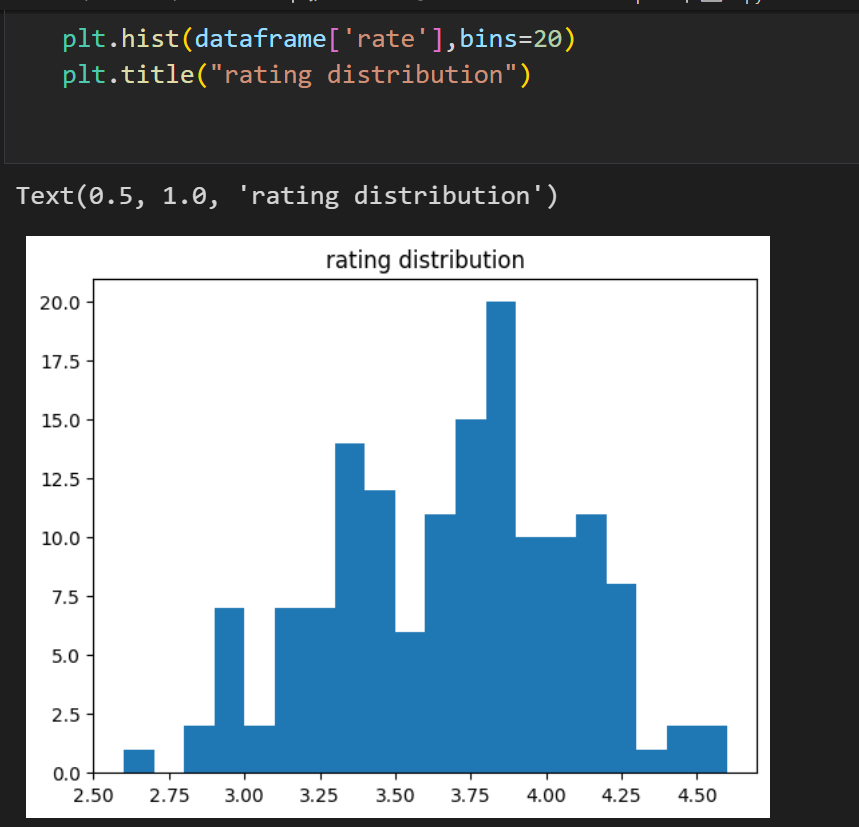 plt.hist(dataframe['rate'],bins=20)
plt.title("rating distribution")
Text(0.5, 1.0, 'rating distribution')
rating distribution
20.0
17.5
15.0
12.5
10.0
7.5
5.0
2.5
0.0
2.50 2.75 3.00 3.25 3.50 3.75 4.00 4.25 4.50